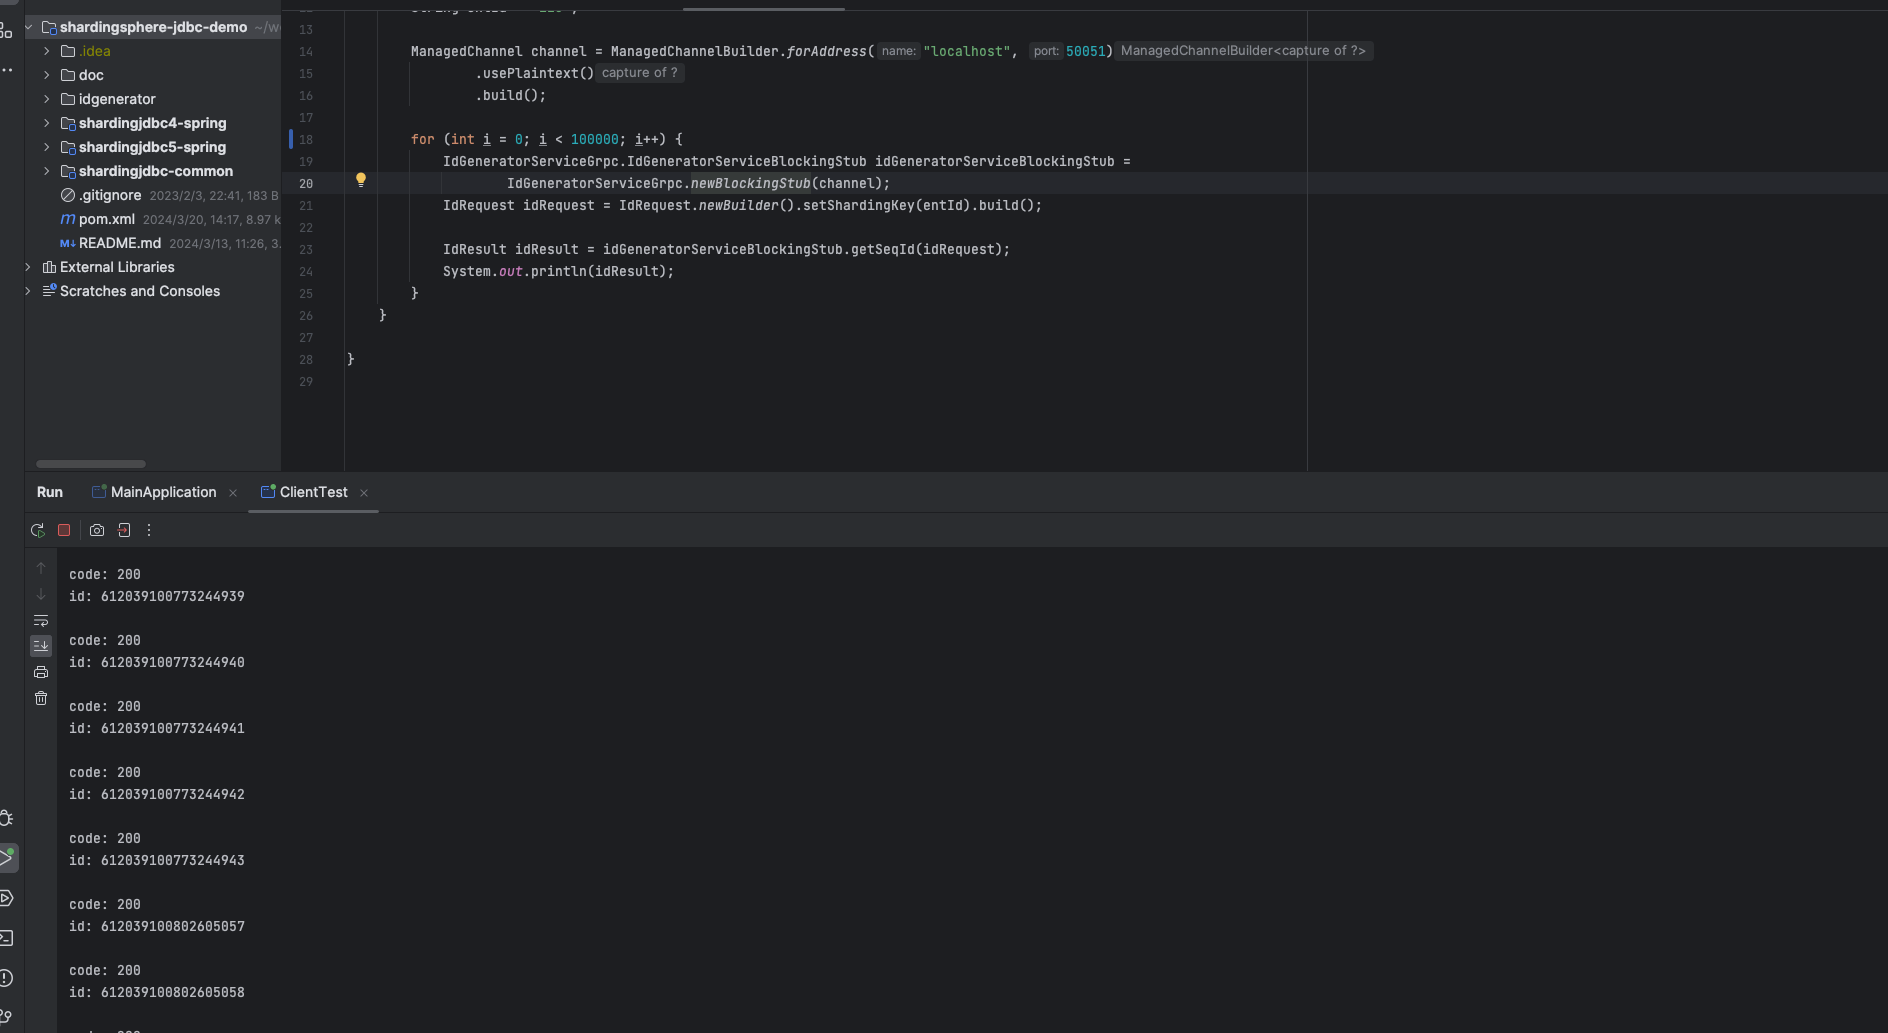 shardingsphere-jdbc-demo ~/w
.idea
doc
idgenerator
shardingjdbc4-spring
shardingjdbc5-spring
shardingjdbc-common
.gitignore 2023/2/3, 22:41, 183 B
pom.xml 2024/3/20, 14:17, 8.97 k
README.md 2024/3/13, 11:26, 3.
External Libraries
Scratches and Consoles
13
14 ManagedChannel channel = ManagedChannelBuilder.forAddress( name: "localhost", port: 50051) ManagedChannelBuilder<capture of ?>
15 .usePlaintext() capture of ?
16 .build();
17
18 for (int i = 0; i < 100000; i++) {
19 IdGeneratorServiceGrpc.IdGeneratorServiceBlockingStub idGeneratorServiceBlockingStub =
20 IdGeneratorServiceGrpc.newBlockingStub(channel);
21 IdRequest idRequest = IdRequest.newBuilder().setShardingKey(entId).build();
22
23 IdResult idResult = idGeneratorServiceBlockingStub.getSeqId(idRequest);
24 System.out.println(idResult);
25 }
26 }
27
28 }
29
Run MainApplication ClientTest
code: 200
id: 612039100773244939
code: 200
id: 612039100773244940
code: 200
id: 612039100773244941
code: 200
id: 612039100773244942
code: 200
id: 612039100773244943
code: 200
id: 612039100802605057
code: 200
id: 612039100802605058